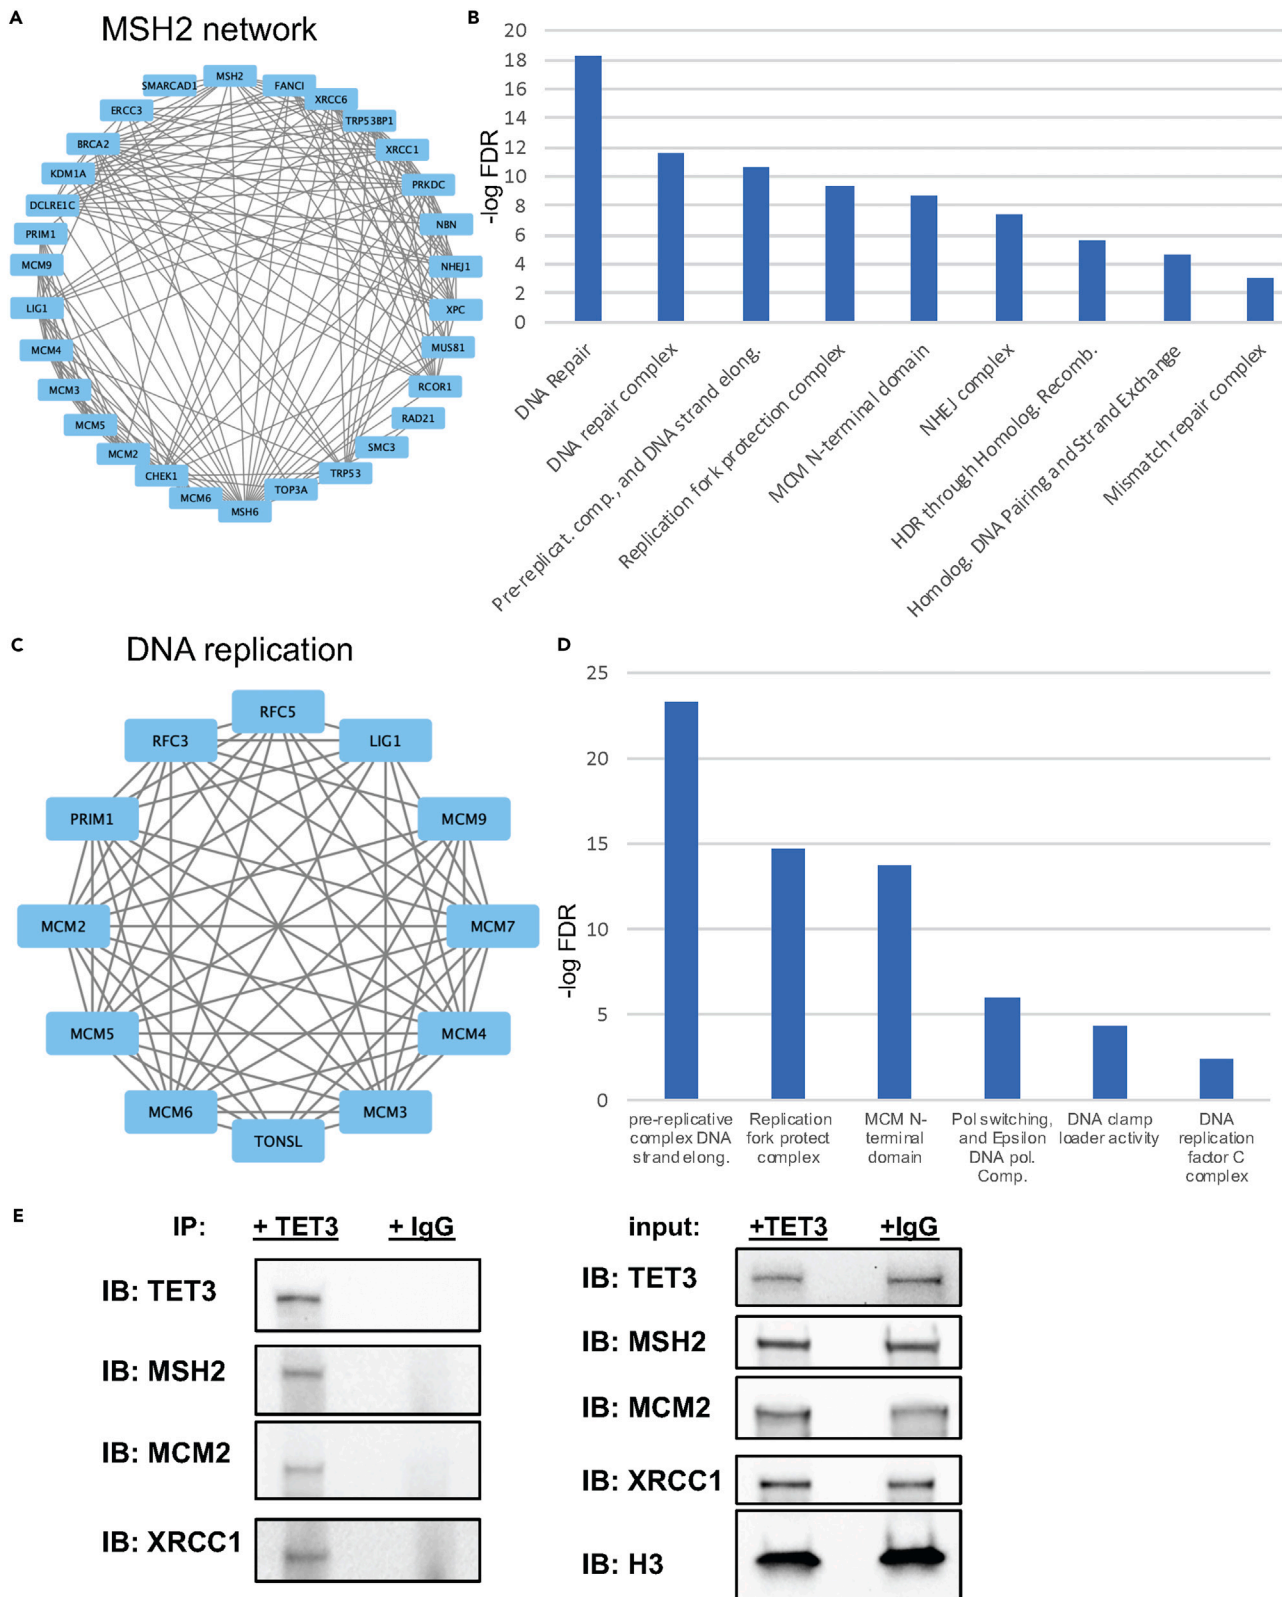 A
MSH2 network
MSH2
SMARCAD1
FANCI
XRCC6
ERCC3
TRP53BP1
BRCA2
XRCC1
KDM1A
PRKDC
DCLRE1C
NBN
PRIM1
MCM9
NHEJ1
LIG1
XPC
MCM4
MUS81
MCM3
RCOR1
MCM5
RAD21
MCM2
SMC3
CHEK1
TRP53
MCM6
TOP3A
MSH6
B
-log FDR
20
18
16
14
12
10
8
6
4
2
0
DNA Repair
DNA repair complex
Pre-replicat. comp., and DNA strand elong.
Replication fork protection complex
MCM N-terminal domain
NHEJ complex
HDR through Homolog. Recomb.
Homolog. DNA Pairing and Strand Exchange
Mismatch repair complex
C
DNA replication
RFC5
RFC3
LIG1
PRIM1
MCM9
MCM2
MCM7
MCM5
MCM4
MCM6
MCM3
TONSL
D
-log FDR
25
20
15
10
5
0
pre-replicative
complex DNA
strand elong.
Replication
fork protect
complex
MCM N-
terminal
domain
Pol switching,
and Epsilon
DNA pol.
Comp.
DNA clamp
loader activity
DNA
replication
factor C
complex
E
IP: + TET3 + IgG
IB: TET3
IB: MSH2
IB: MCM2
IB: XRCC1
input: +TET3 +IgG
IB: TET3
IB: MSH2
IB: MCM2
IB: XRCC1
IB: H3